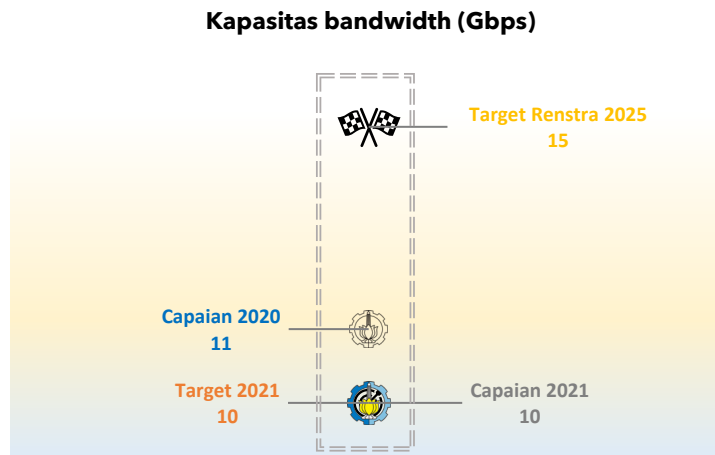 Kapasitas bandwidth (Gbps)
Target Renstra 2025
15
Capaian 2020
11
Target 2021
10
Capaian 2021
10